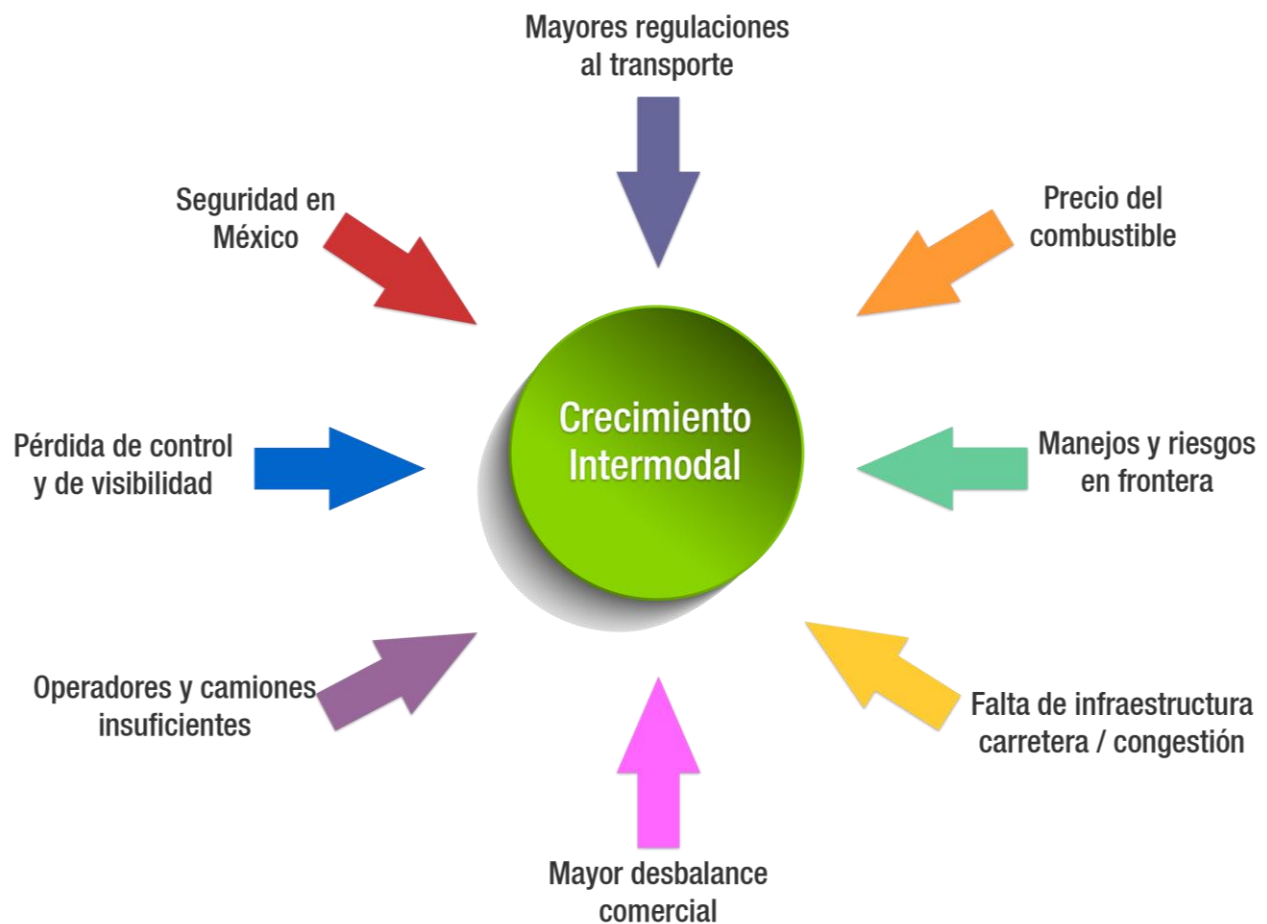 Mayores regulaciones
al transporte
Seguridad en
México
Precio del
combustible
Crecimiento
Intermodal
Pérdida de control
y de visibilidad
Manejos y riesgos
en frontera
Operadores y camiones
insuficientes
Falta de infraestructura
carretera / congestión
Mayor desbalance
comercial